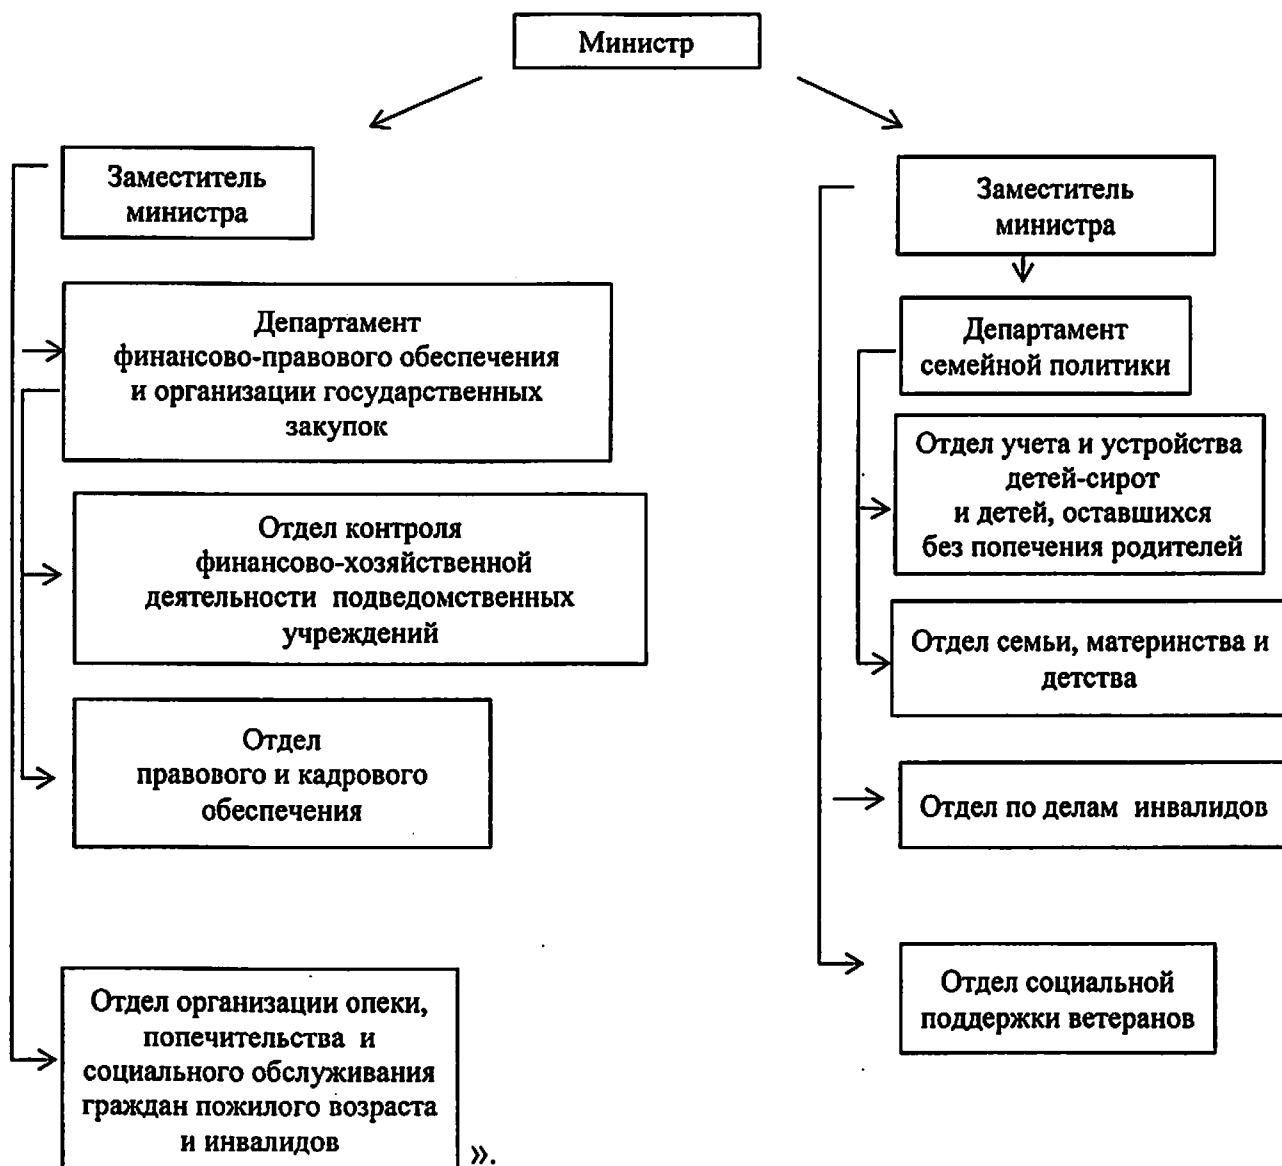 Министр
Заместитель
министра
Департамент
финансово-правового обеспечения
и организации государственных
закупок
Отдел контроля
финансово-хозяйственной
деятельности подведомственных
учреждений
Отдел
правового и кадрового
обеспечения
Отдел организации опеки,
попечительства и
социального обслуживания
граждан пожилого возраста
и инвалидов
».
Заместитель
министра
Департамент
семейной политики
Отдел учета и устройства
детей-сирот
и детей, оставшихся
без попечения родителей
Отдел семьи, материнства и
детства
Отдел по делам инвалидов
Отдел социальной
поддержки ветеранов